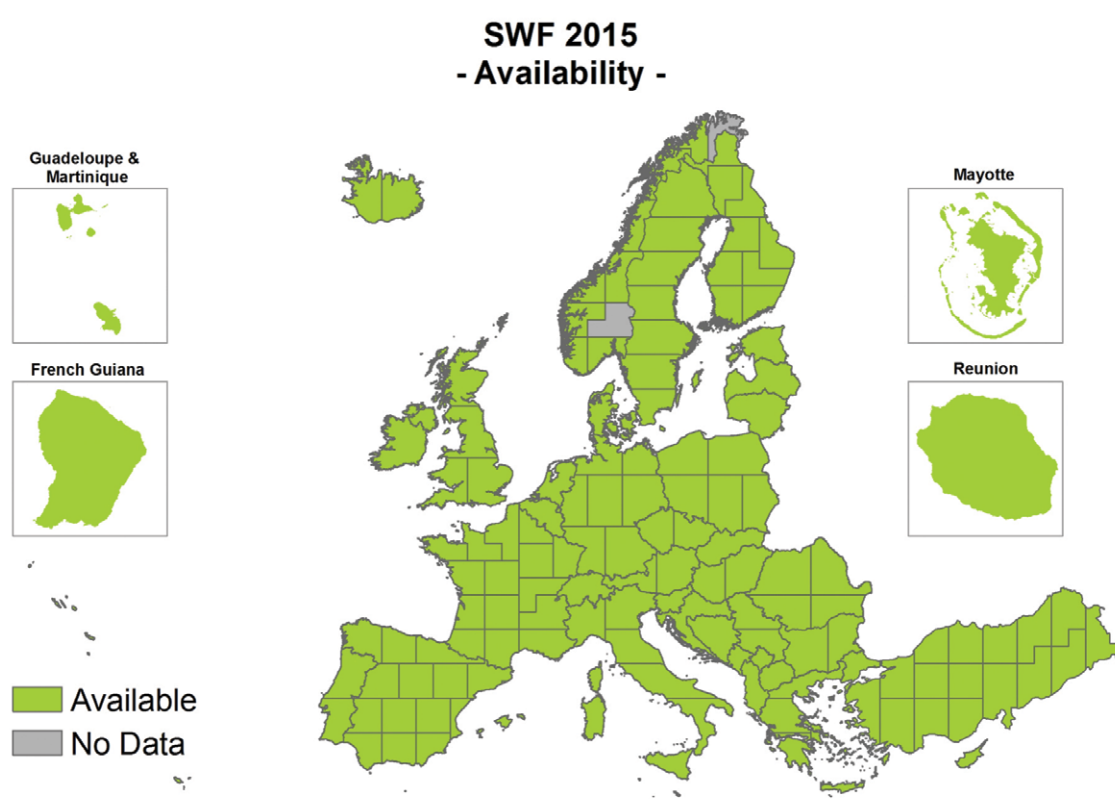 SWF 2015
- Availability -
Guadeloupe &
Martinique
Mayotte
French Guiana
Reunion
Available
No Data